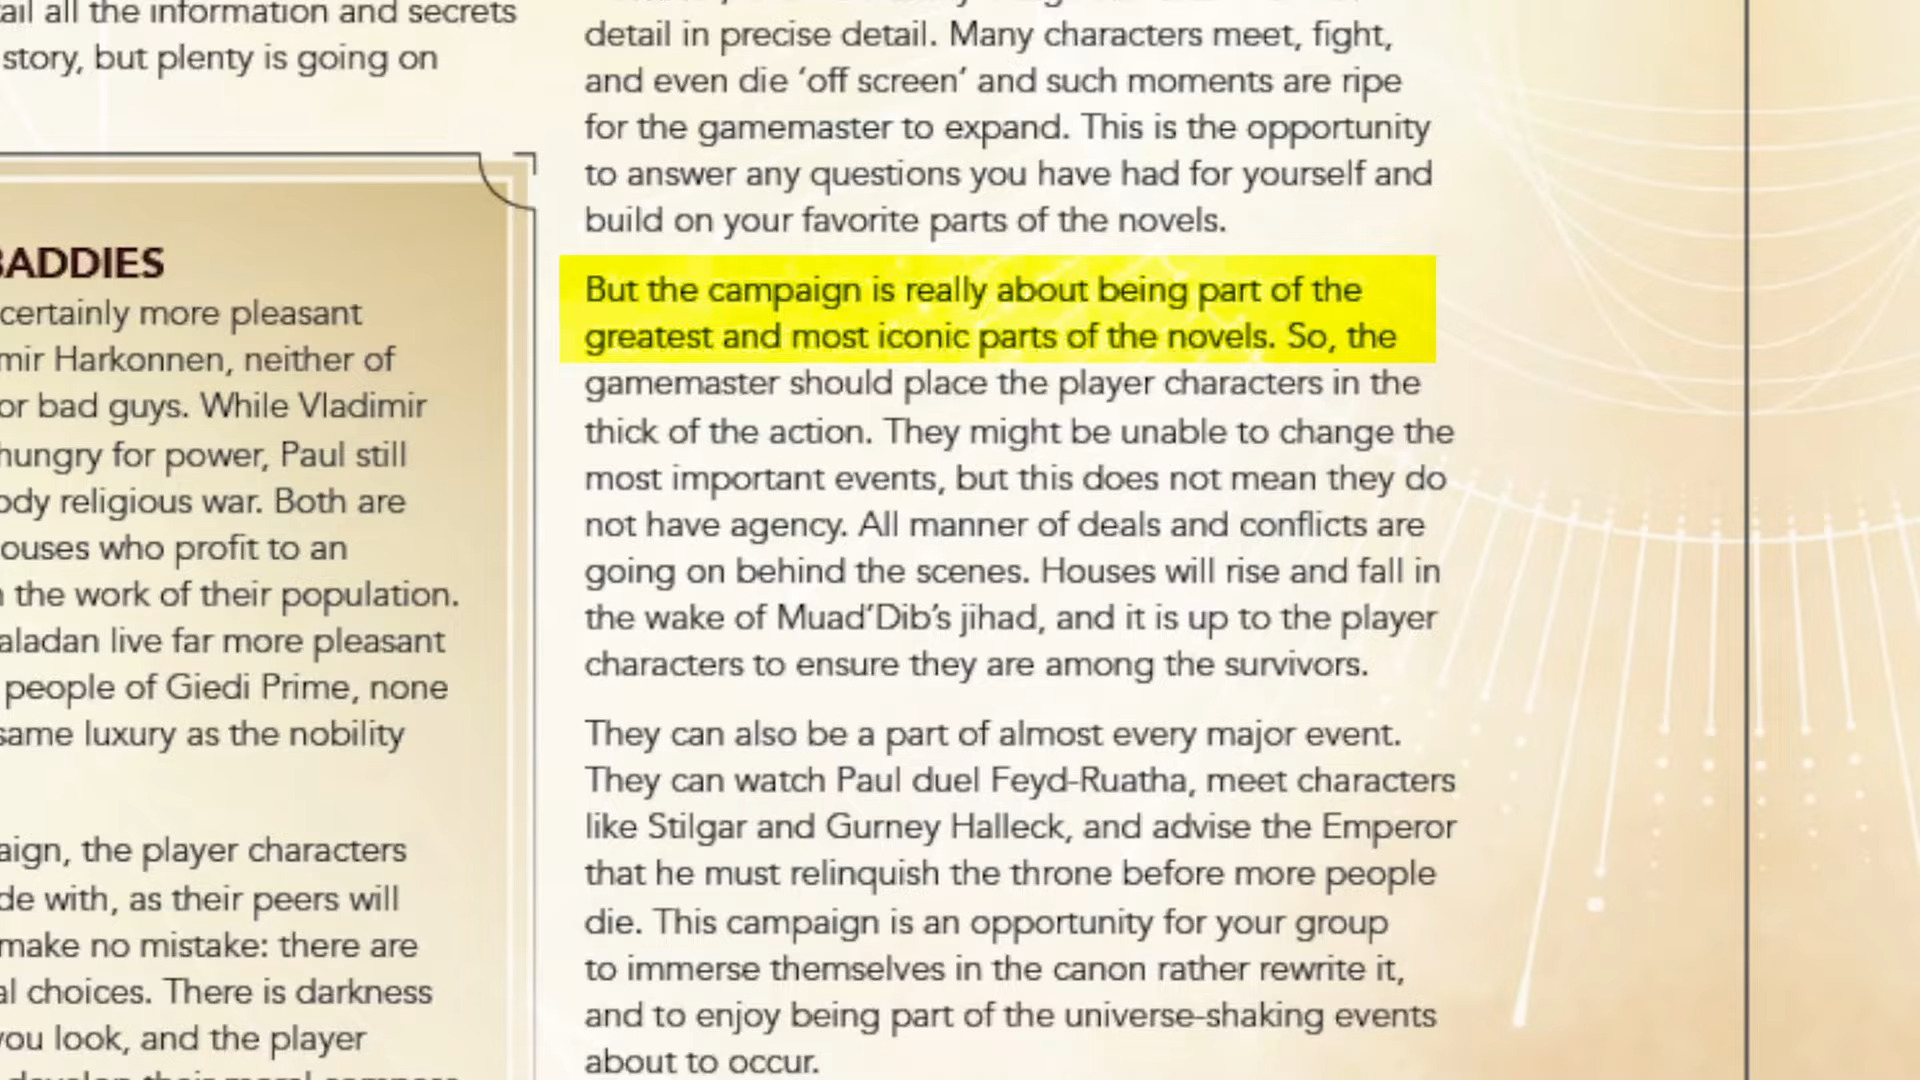 ail all the information and secrets
story, but plenty is going on
BADDIES
certainly more pleasant
mir Harkonnen, neither of
or bad guys. While Vladimir
hungry for power, Paul still
ody religious war. Both are
ouses who profit to an
the work of their population.
aladan live far more pleasant
people of Giedi Prime, none
same luxury as the nobility
aign, the player characters
de with, as their peers will
make no mistake: there are
al choices. There is darkness
you look, and the player
develop their moral compass
detail in precise detail. Many characters meet, fight,
and even die ‘off screen’ and such moments are ripe
for the gamemaster to expand. This is the opportunity
to answer any questions you have had for yourself and
build on your favorite parts of the novels.
But the campaign is really about being part of the
greatest and most iconic parts of the novels. So, the
gamemaster should place the player characters in the
thick of the action. They might be unable to change the
most important events, but this does not mean they do
not have agency. All manner of deals and conflicts are
going on behind the scenes. Houses will rise and fall in
the wake of Muad’Dib’s jihad, and it is up to the player
characters to ensure they are among the survivors.
They can also be a part of almost every major event.
They can watch Paul duel Feyd-Ruatha, meet characters
like Stilgar and Gurney Halleck, and advise the Emperor
that he must relinquish the throne before more people
die. This campaign is an opportunity for your group
to immerse themselves in the canon rather rewrite it,
and to enjoy being part of the universe-shaking events
about to occur.